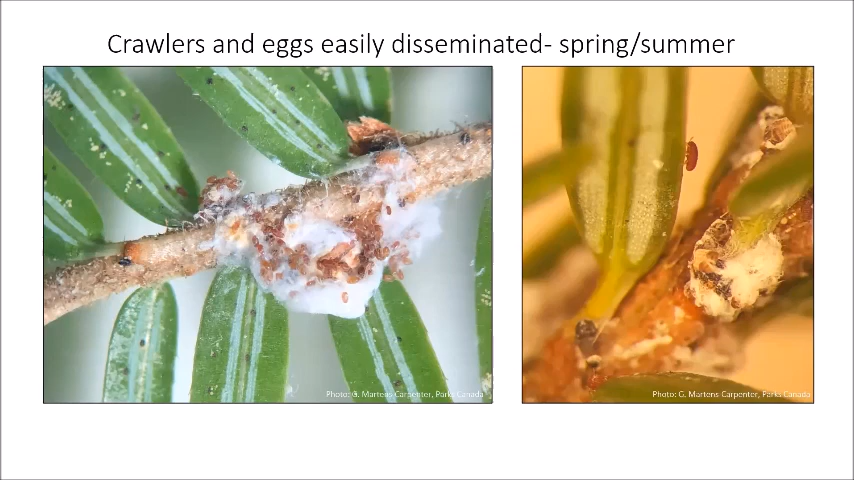 Crawlers and eggs easily disseminated- spring/summer
Photo: G. Martens-Carpenter, Parks Canada
Photo: G. Martens-Carpenter, Parks Canada